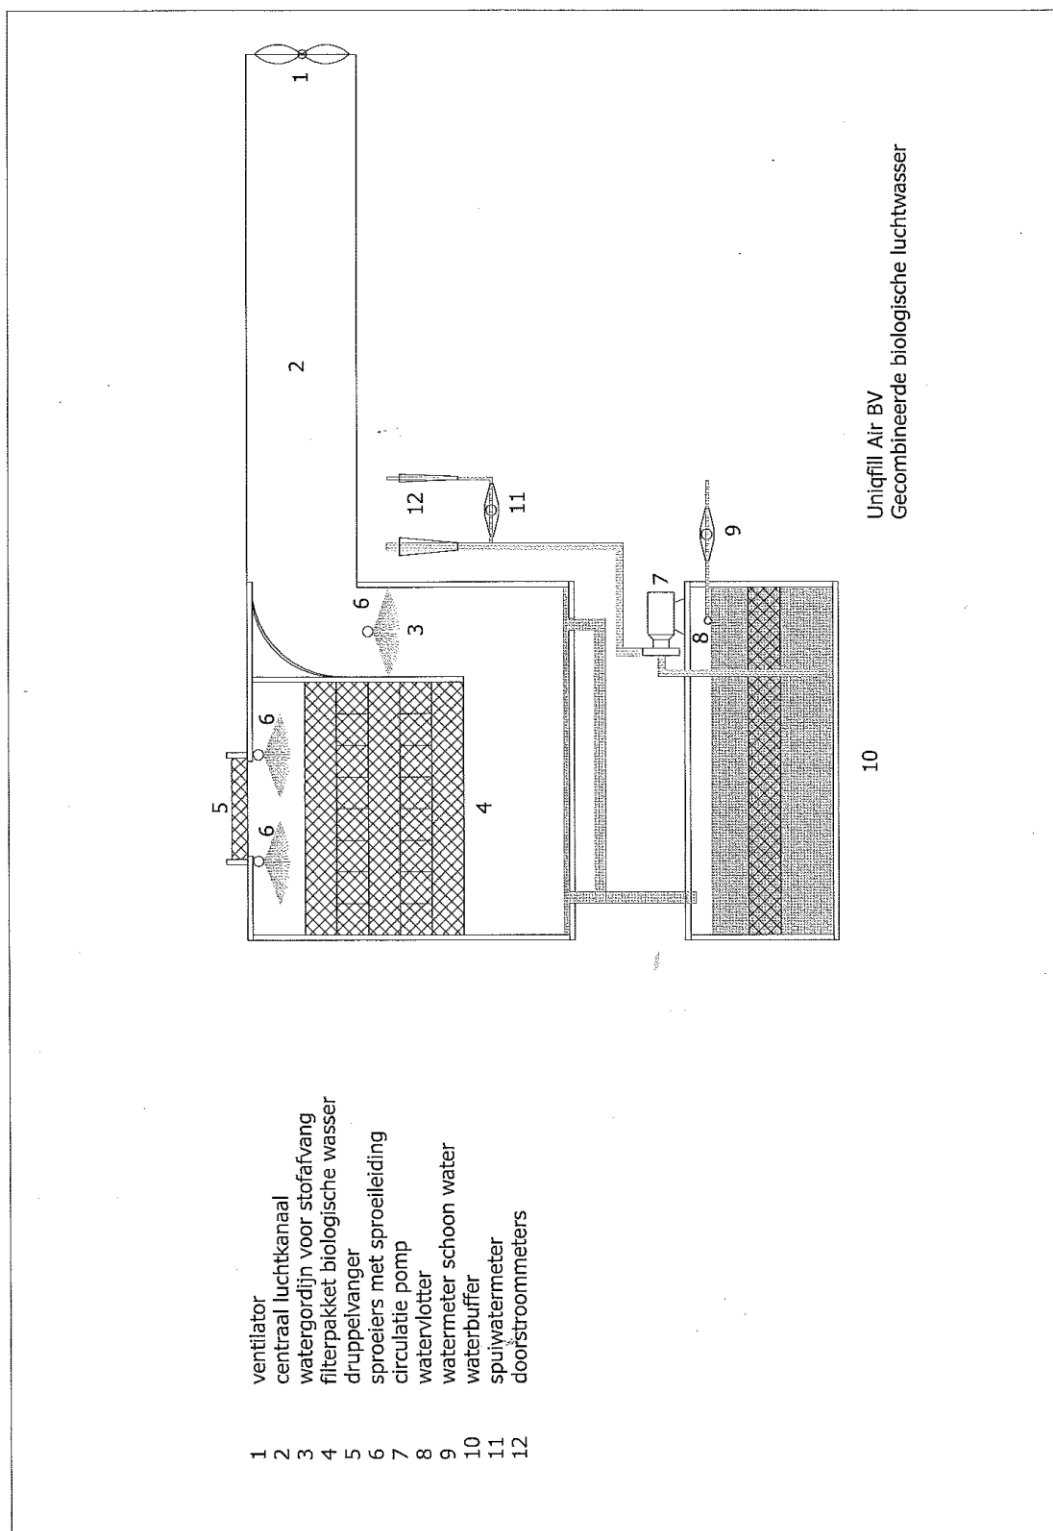 1 ventilator
2 centraal luchtkanaal
3 watergordijn voor stofafvang
4 filterpakket biologische wasser
5 druppelvanger
6 sproeiers met sproeileiding
7 circulatie pomp
8 watervlotter
9 watermeter schoon water
10 waterbuffer
11 spuiwatermeter
12 doorstroommeters
5
6
6
6
4
3
2
1
12
11
7
8
9
10
Uniqfill Air BV
Gecombineerde biologische luchtwasser